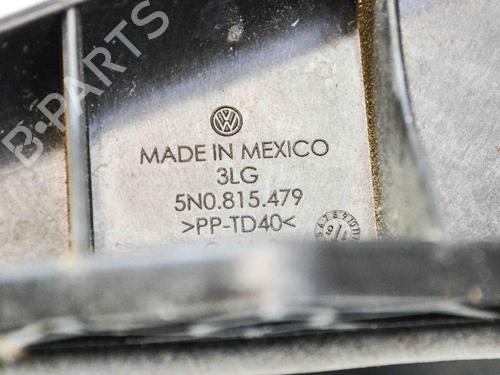 B-PARTS
MADE IN MEXICO
3LG
5N0.815.479
>PP-TD40<